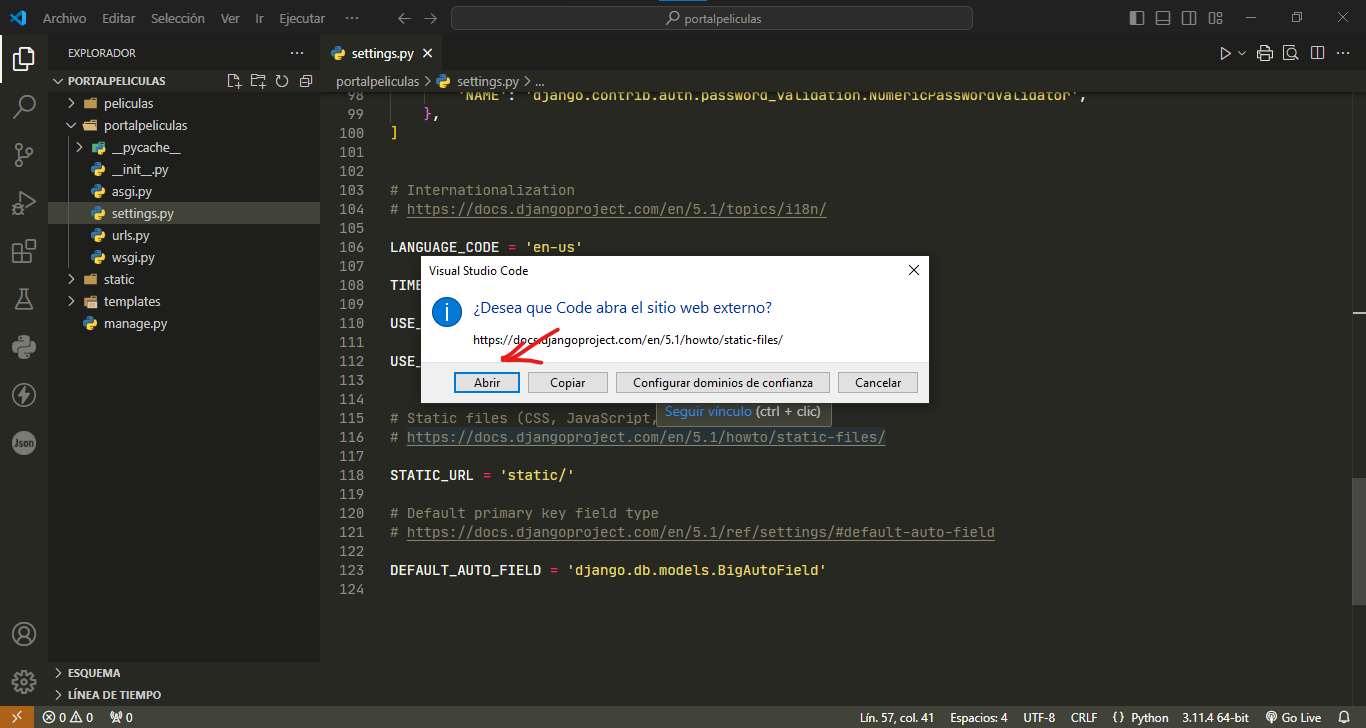 Archivo Editar Selección Ver Ir Ejecutar ··· portalpeliculas
EXPLORADOR ···
PORTALPELICULAS
peliculas
portalpeliculas
__pycache__
__init__.py
asgi.py
settings.py
urls.py
wsgi.py
static
templates
manage.py
ESQUEMA
LÍNEA DE TIEMPO
settings.py
portalpeliculas > settings.py > ...
98 'NAME': 'django.contrib.auth.password_validation.NumericPasswordValidator',
99 },
100 ]
101
102
103 # Internationalization
104 # https://docs.djangoproject.com/en/5.1/topics/i18n/
105
106 LANGUAGE_CODE = 'en-us'
107
108 TIME
109
110 USE_
111
112 USE_
113
114
115 # Static files (CSS, JavaScript,
116 # https://docs.djangoproject.com/en/5.1/howto/static-files/
117
118 STATIC_URL = 'static/'
119
120 # Default primary key field type
121 # https://docs.djangoproject.com/en/5.1/ref/settings/#default-auto-field
122
123 DEFAULT_AUTO_FIELD = 'django.db.models.BigAutoField'
124
Visual Studio Code
¿Desea que Code abra el sitio web externo?
https://docs.djangoproject.com/en/5.1/howto/static-files/
Abrir Copiar Configurar dominios de confianza Cancelar
Seguir vínculo (ctrl + clic)
Json
0 0 0 Lín. 57, col. 41 Espacios: 4 UTF-8 CRLF {} Python 3.11.4 64-bit Go Live